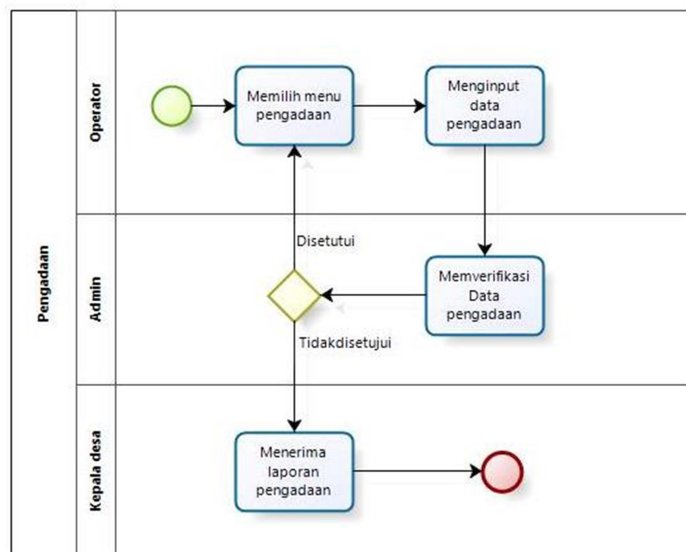 Pengadaan
Operator
Memilih menu
pengadaan
Menginput
data
pengadaan
Admin
Disetutui
Memverifikasi
Data
pengadaan
Tidakdisetujui
Kepala desa
Menerima
laporan
pengadaan